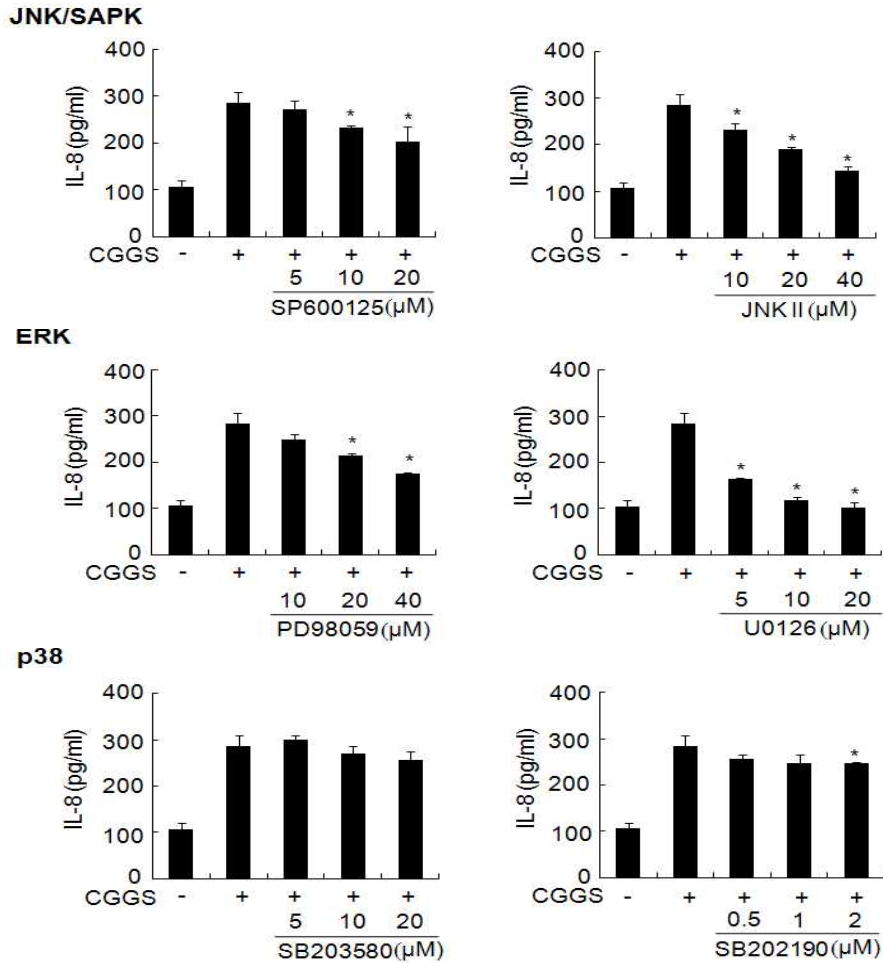 JNK/SAPK
400
300
200
100
0
IL-8 (pg/ml)
* *
CGGS - + + + +
5 10 20
SP600125(μM)
400
300
200
100
0
IL-8 (pg/ml)
* * *
- + + + +
10 20 40
JNK II (μM)
ERK
400
300
200
100
0
IL-8 (pg/ml)
* *
CGGS - + + + +
10 20 40
PD98059(μM)
400
300
200
100
0
IL-8 (pg/ml)
* * *
CGGS - + + + +
5 10 20
U0126(μM)
p38
400
300
200
100
0
IL-8 (pg/ml)
CGGS - + + + +
5 10 20
SB203580(μM)
400
300
200
100
0
IL-8 (pg/ml)
*
CGGS - + + + +
0.5 1 2
SB202190(μM)